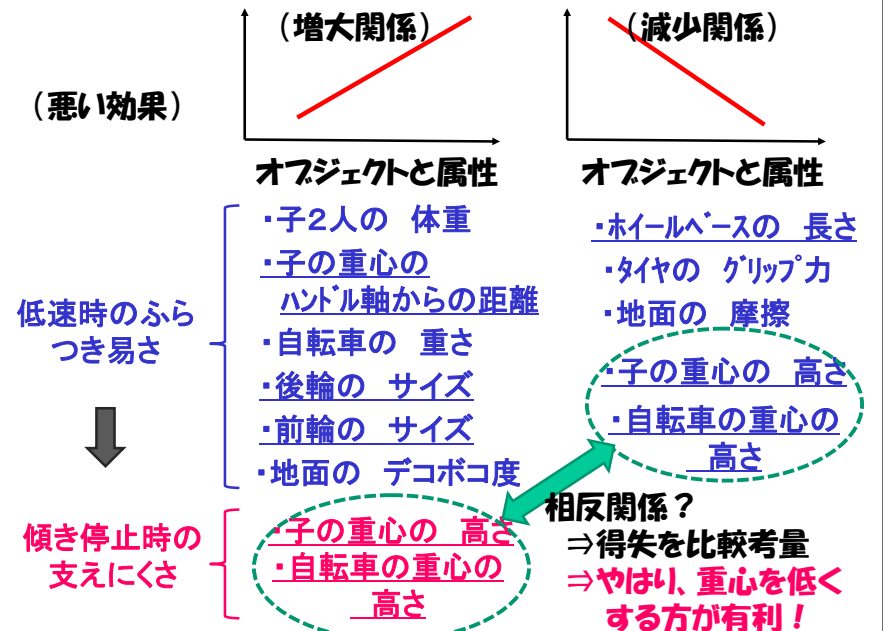 （増大関係）
（減少関係）
（悪い効果）
オブジェクトと属性
オブジェクトと属性
低速時のふら
つき易さ
・子２人の 体重
・子の重心の
ハンドル軸からの距離
・自転車の 重さ
・後輪の サイズ
・前輪の サイズ
・地面の デコボコ度
・ホイールベースの 長さ
・タイヤの グリップ力
・地面の 摩擦
・子の重心の 高さ
・自転車の重心の
高さ
傾き停止時の
支えにくさ
・子の重心の 高さ
・自転車の重心の
高さ
相反関係？
⇒得失を比較考量
⇒やはり、重心を低く
する方が有利！